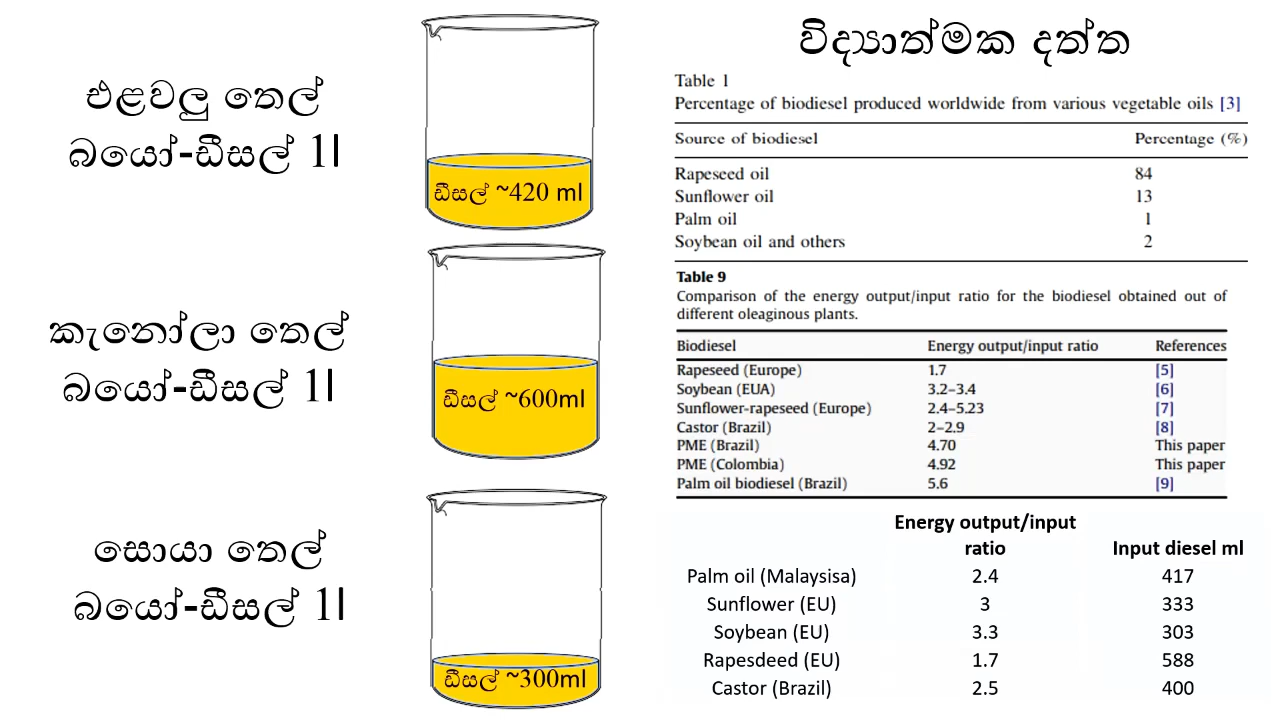 එළවලු තෙල්
බයෝ-ඩීසල් 1l
ඩීසල් ~420 ml
කැනෝලා තෙල්
බයෝ-ඩීසල් 1l
ඩීසල් ~600ml
සොයා තෙල්
බයෝ-ඩීසල් 1l
ඩීසල් ~300ml
විද්‍යාත්මක දත්ත
Table 1
Percentage of biodiesel produced worldwide from various vegetable oils [3]
Source of biodiesel Percentage (%)
Rapeseed oil 84
Sunflower oil 13
Palm oil 1
Soybean oil and others 2
Table 9
Comparison of the energy output/input ratio for the biodiesel obtained out of
different oleaginous plants.
Biodiesel Energy output/input ratio References
Rapeseed (Europe) 1.7 [5]
Soybean (EUA) 3.2–3.4 [6]
Sunflower-rapeseed (Europe) 2.4–5.23 [7]
Castor (Brazil) 2–2.9 [8]
PME (Brazil) 4.70 This paper
PME (Colombia) 4.92 This paper
Palm oil biodiesel (Brazil) 5.6 [9]
Energy output/input
ratio Input diesel ml
Palm oil (Malaysisa) 2.4 417
Sunflower (EU) 3 333
Soybean (EU) 3.3 303
Rapesdeed (EU) 1.7 588
Castor (Brazil) 2.5 400